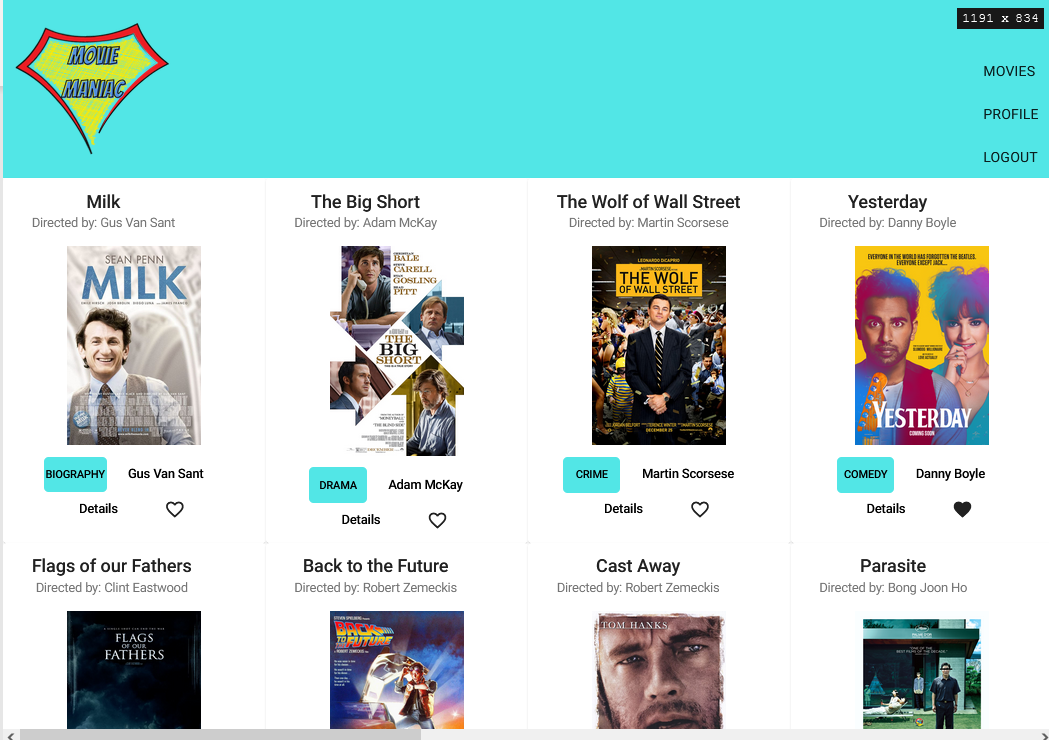 1191 x 834
MOVIE
MANIAC
MOVIES
PROFILE
LOGOUT
Milk
Directed by: Gus Van Sant
SEAN PENN
MILK
BIOGRAPHY
Gus Van Sant
Details
The Big Short
Directed by: Adam McKay
BALE
CARELL
GOSLING
PITT
THE
BIG
SHORT
DRAMA
Adam McKay
Details
The Wolf of Wall Street
Directed by: Martin Scorsese
LEONARDO DICAPRIO
THE WOLF
OF WALL STREET
CRIME
Martin Scorsese
Details
Yesterday
Directed by: Danny Boyle
EVERYONE IN THE WORLD HAS FORGOTTEN THE BEATLES.
EVERYONE EXCEPT JACK...
YESTERDAY
COMING SOON
COMEDY
Danny Boyle
Details
Flags of our Fathers
Directed by: Clint Eastwood
FLAGS
OF OUR
FATHERS
Back to the Future
Directed by: Robert Zemeckis
BACK
TO THE
FUTURE
Cast Away
Directed by: Robert Zemeckis
TOM HANKS
Parasite
Directed by: Bong Joon Ho